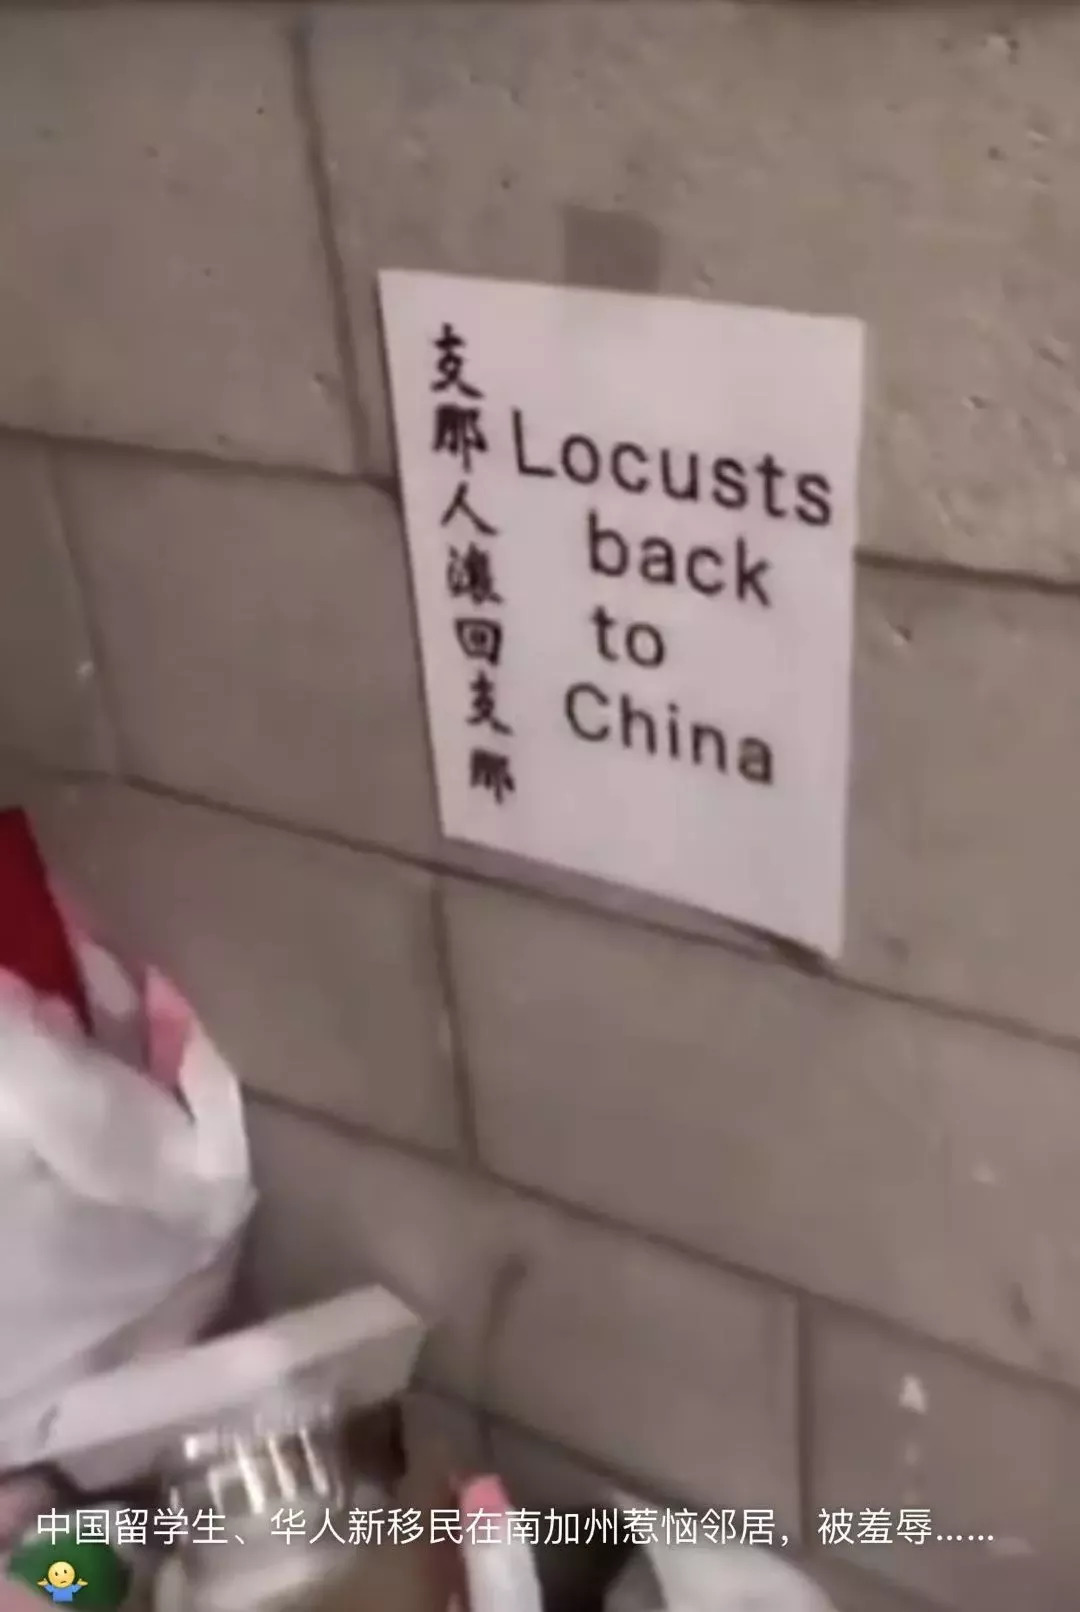 支那人滾回支那
Locusts
back
to
China
中国留学生、华人新移民在南加州惹恼邻居，被羞辱……
🤷‍♂️